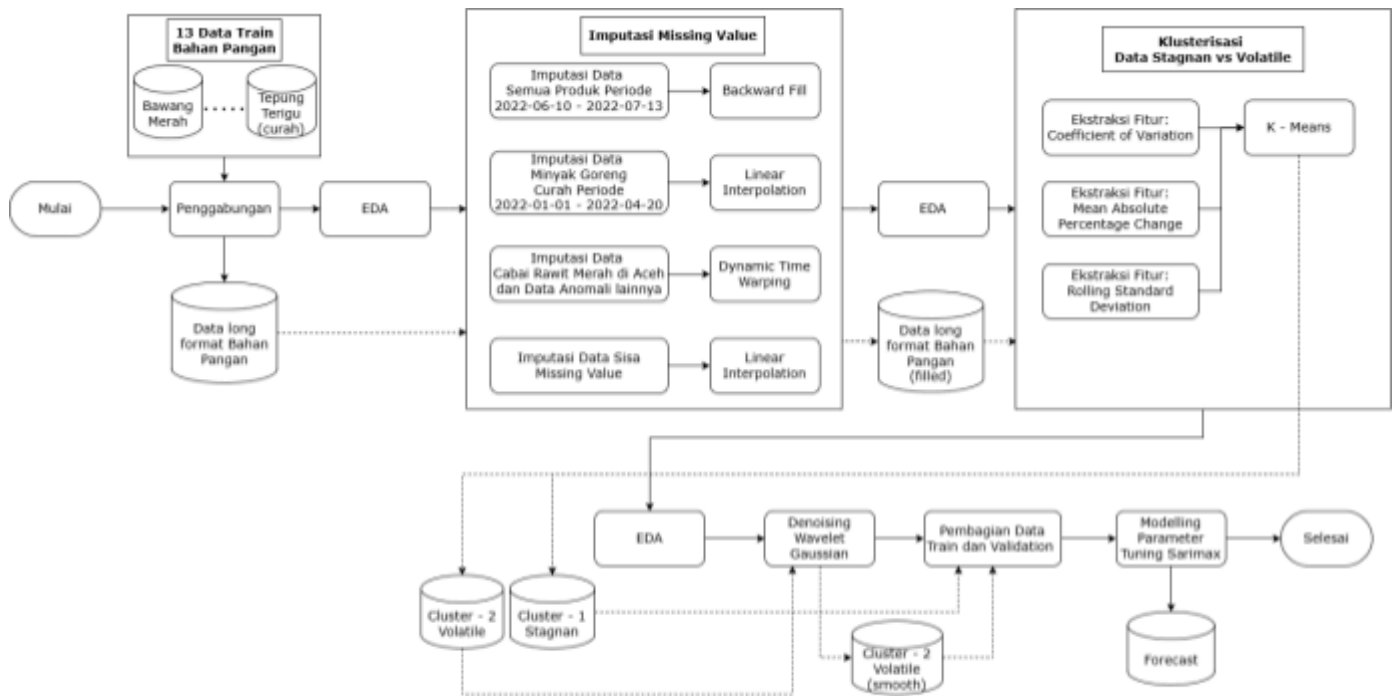 13 Data Train
Bahan Pangan
Bawang
Merah
Tepung
Terigu
(curah)
Mulai
Penggabungan
EDA
Data long
format Bahan
Pangan
Imputasi Missing Value
Imputasi Data
Semua Produk Periode
2022-06-10 - 2022-07-13
Backward Fill
Imputasi Data
Minyak Goreng
Curah Periode
2022-01-01 - 2022-04-20
Linear
Interpolation
Imputasi Data
Cabai Rawit Merah di Aceh
dan Data Anomali lainnya
Dynamic Time
Warping
Imputasi Data Sisa
Missing Value
Linear
Interpolation
EDA
Data long
format Bahan
Pangan
(filled)
Klusterisasi
Data Stagnan vs Volatile
Ekstraksi Fitur:
Coefficient of Variation
K - Means
Ekstraksi Fitur:
Mean Absolute
Percentage Change
Ekstraksi Fitur:
Rolling Standard
Deviation
EDA
Denoising
Wavelet
Gaussian
Pembagian Data
Train dan Validation
Modelling
Parameter
Tuning Sarimax
Selesai
Cluster - 2
Volatile
Cluster - 1
Stagnan
Cluster - 2
Volatile
(smooth)
Forecast